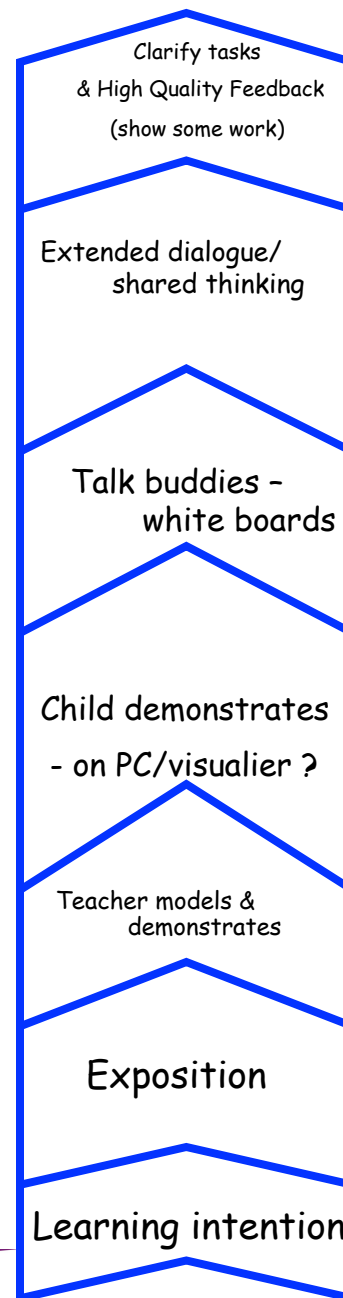 Clarify tasks
& High Quality Feedback
(show some work)
Extended dialogue/
shared thinking
Talk buddies –
white boards
Child demonstrates
- on PC/visualier ?
Teacher models &
demonstrates
Exposition
Learning intention